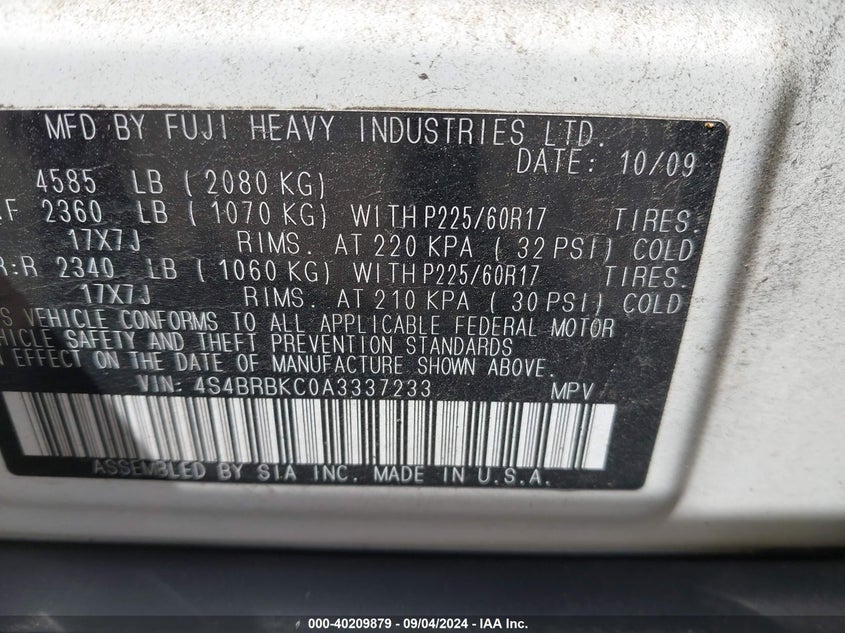 MFD BY FUJI HEAVY INDUSTRIES LTD.
DATE: 10/09
4585 LB (2080 KG)
F 2360 LB (1070 KG) WITH P225/60R17 TIRES.
17X7J RIMS. AT 220 KPA (32 PSI) COLD
R:R 2340 LB (1060 KG) WITH P225/60R17 TIRES.
17X7J RIMS. AT 210 KPA (30 PSI) COLD
S VEHICLE CONFORMS TO ALL APPLICABLE FEDERAL MOTOR
HICLE SAFETY AND THEFT PREVENTION STANDARDS
N EFFECT ON THE DATE OF MANUFACTURE SHOWN ABOVE.
VIN: 4S4BRBKC0A3337233 MPV
ASSEMBLED BY SIA INC. MADE IN U.S.A.
000-40209879 - 09/04/2024 - IAA Inc.